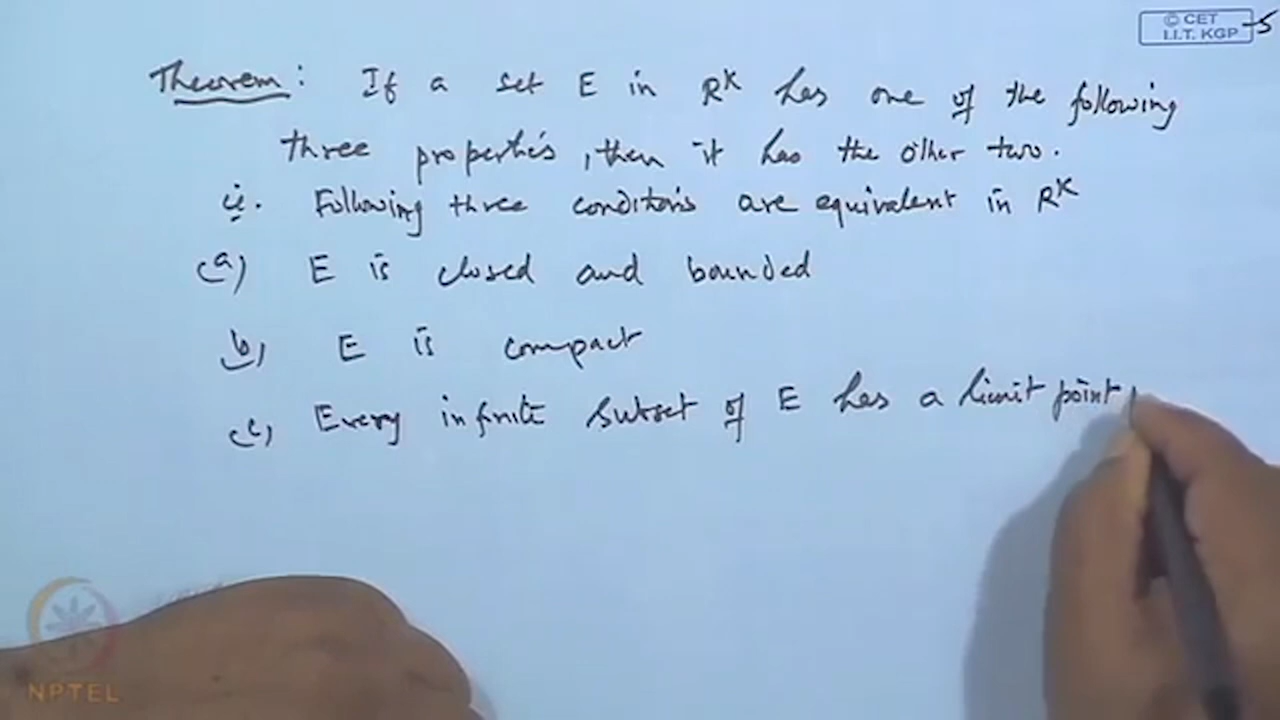 © CET
I.I.T. KGP
5
Theorem: If a set E in R^K has one of the following
three properties, then it has the other two.
i.e. Following three conditions are equivalent in R^K
(a) E is closed and bounded
(b) E is compact
(c) Every infinite subset of E has a limit point
NPTEL